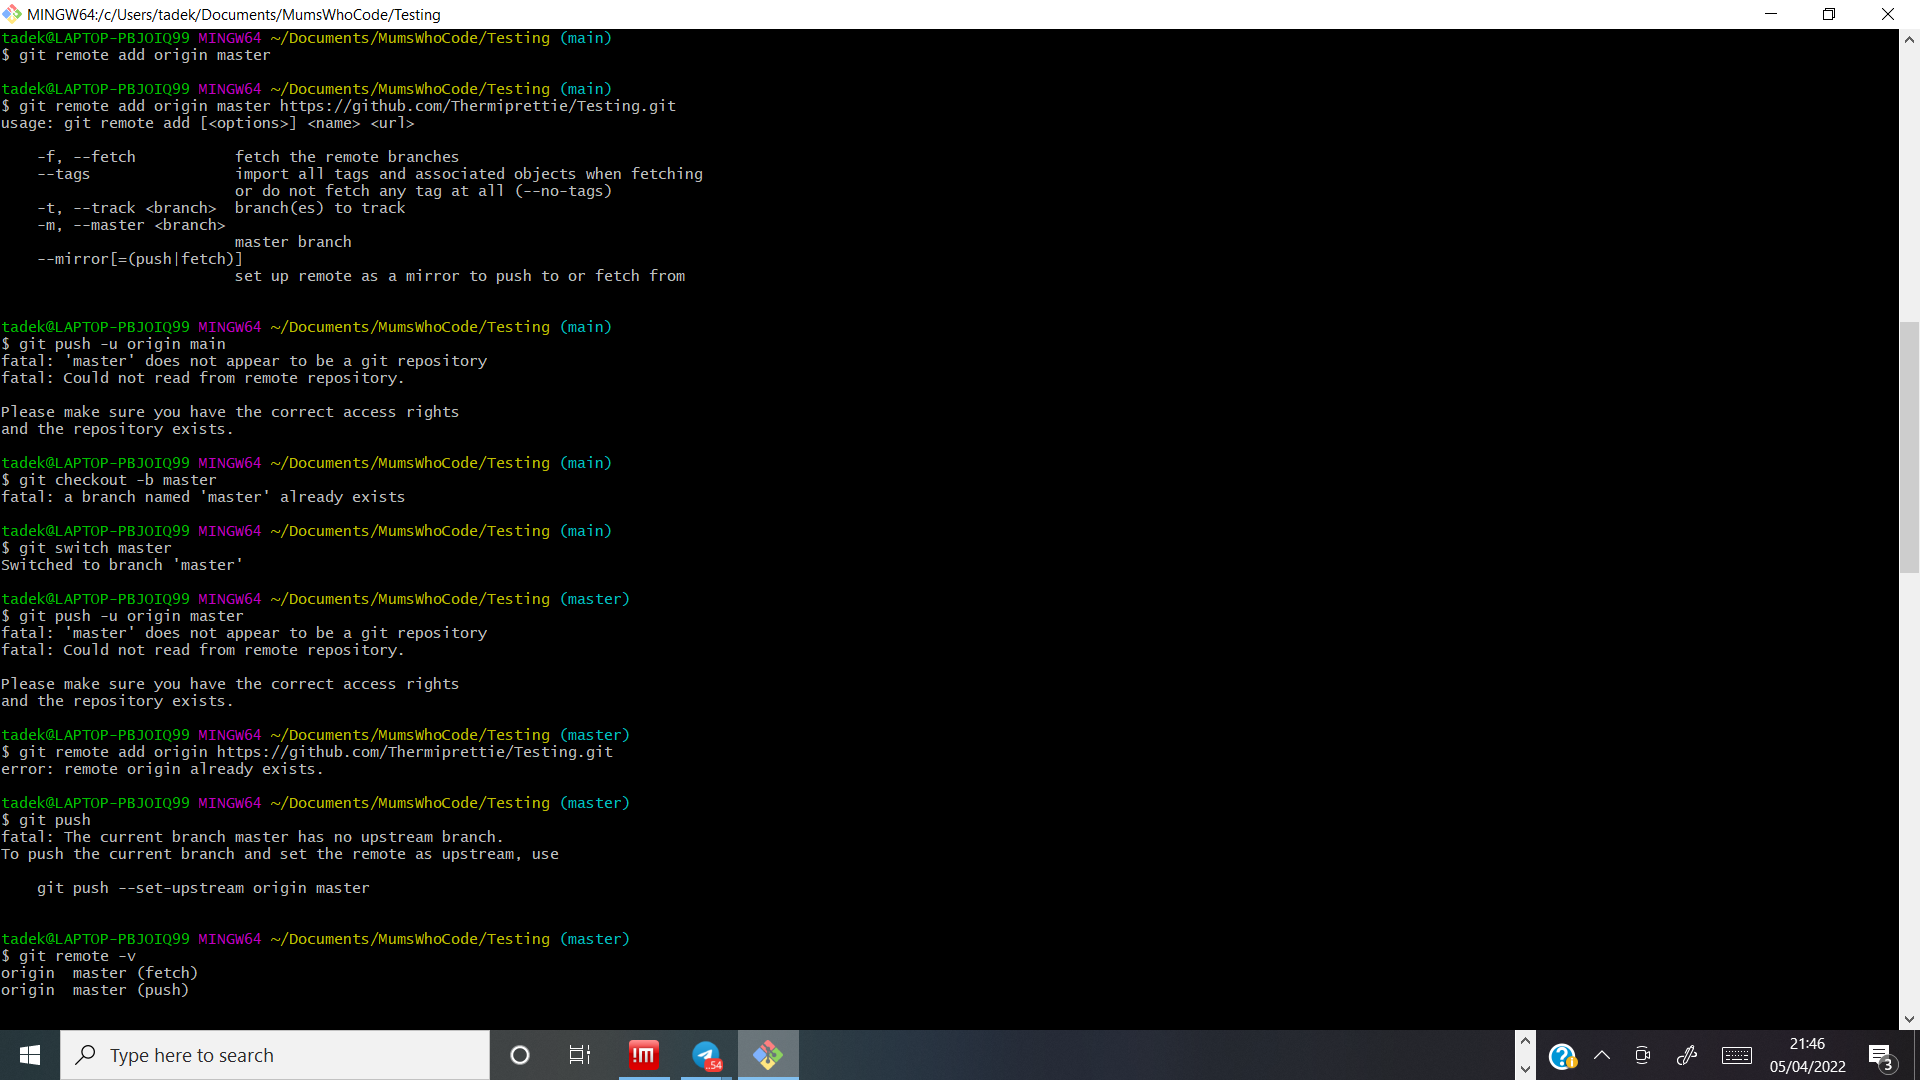 MINGW64:/c/Users/tadek/Documents/MumsWhoCode/Testing
tadek@LAPTOP-PBJOIQ99 MINGW64 ~/Documents/MumsWhoCode/Testing (main)
$ git remote add origin master
tadek@LAPTOP-PBJOIQ99 MINGW64 ~/Documents/MumsWhoCode/Testing (main)
$ git remote add origin master https://github.com/Thermiprettie/Testing.git
usage: git remote add [<options>] <name> <url>
-f, --fetch fetch the remote branches
--tags import all tags and associated objects when fetching
or do not fetch any tag at all (--no-tags)
-t, --track <branch> branch(es) to track
-m, --master <branch>
master branch
--mirror[=(push|fetch)]
set up remote as a mirror to push to or fetch from
tadek@LAPTOP-PBJOIQ99 MINGW64 ~/Documents/MumsWhoCode/Testing (main)
$ git push -u origin main
fatal: 'master' does not appear to be a git repository
fatal: Could not read from remote repository.
Please make sure you have the correct access rights
and the repository exists.
tadek@LAPTOP-PBJOIQ99 MINGW64 ~/Documents/MumsWhoCode/Testing (main)
$ git checkout -b master
fatal: a branch named 'master' already exists
tadek@LAPTOP-PBJOIQ99 MINGW64 ~/Documents/MumsWhoCode/Testing (main)
$ git switch master
Switched to branch 'master'
tadek@LAPTOP-PBJOIQ99 MINGW64 ~/Documents/MumsWhoCode/Testing (master)
$ git push -u origin master
fatal: 'master' does not appear to be a git repository
fatal: Could not read from remote repository.
Please make sure you have the correct access rights
and the repository exists.
tadek@LAPTOP-PBJOIQ99 MINGW64 ~/Documents/MumsWhoCode/Testing (master)
$ git remote add origin https://github.com/Thermiprettie/Testing.git
error: remote origin already exists.
tadek@LAPTOP-PBJOIQ99 MINGW64 ~/Documents/MumsWhoCode/Testing (master)
$ git push
fatal: The current branch master has no upstream branch.
To push the current branch and set the remote as upstream, use
git push --set-upstream origin master
tadek@LAPTOP-PBJOIQ99 MINGW64 ~/Documents/MumsWhoCode/Testing (master)
$ git remote -v
origin master (fetch)
origin master (push)
Type here to search
!m
..54
21:46
05/04/2022
3